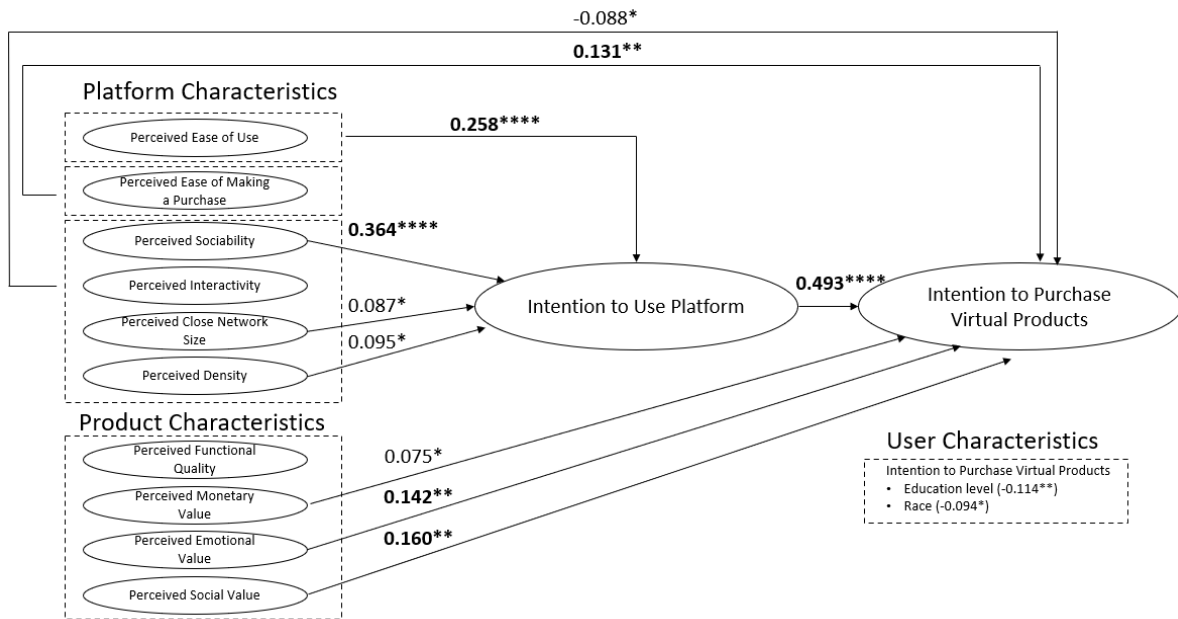 -0.088*
0.131**
Platform Characteristics
Perceived Ease of Use
0.258****
Perceived Ease of Making
a Purchase
Perceived Sociability
0.364****
Perceived Interactivity
Perceived Close Network
Size
0.087*
Perceived Density
0.095*
Intention to Use Platform
0.493****
Intention to Purchase
Virtual Products
Product Characteristics
Perceived Functional
Quality
Perceived Monetary
Value
0.075*
Perceived Emotional
Value
0.142**
Perceived Social Value
0.160**
User Characteristics
Intention to Purchase Virtual Products
• Education level (-0.114**)
• Race (-0.094*)